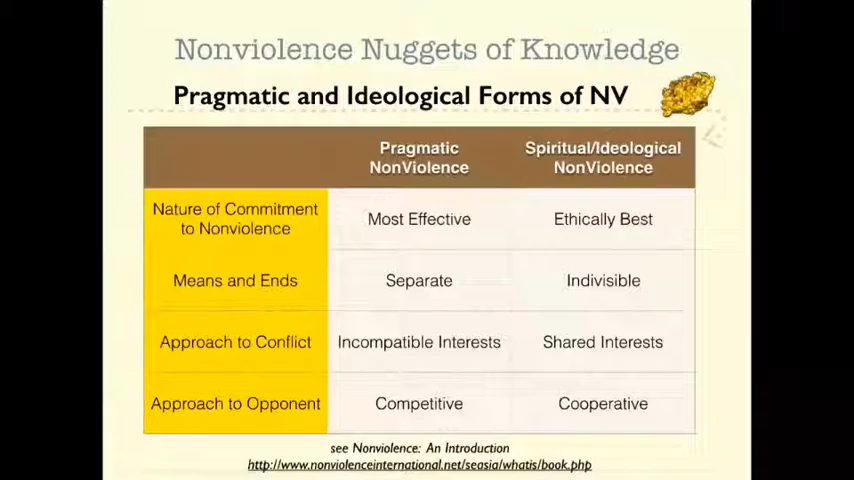 Nonviolence Nuggets of Knowledge
Pragmatic and Ideological Forms of NV
Pragmatic
NonViolence
Spiritual/Ideological
NonViolence
Nature of Commitment
to Nonviolence
Most Effective
Ethically Best
Means and Ends
Separate
Indivisible
Approach to Conflict
Incompatible Interests
Shared Interests
Approach to Opponent
Competitive
Cooperative
see Nonviolence: An Introduction
http://www.nonviolenceinternational.net/seasia/whatis/book.php